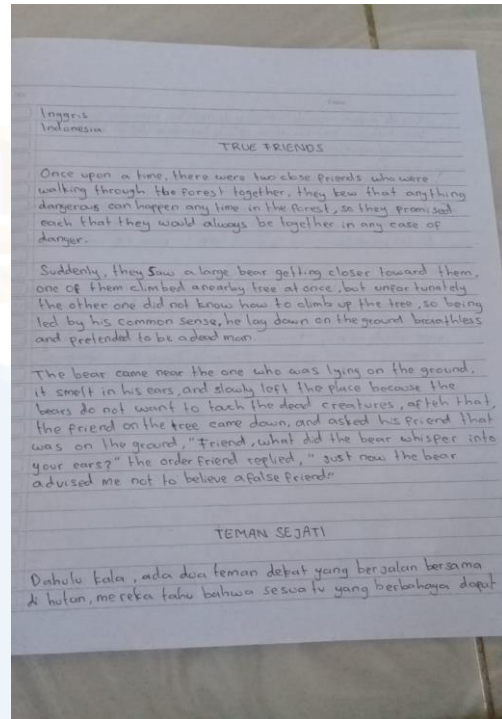 Inggris
Indonesia
TRUE FRIENDS
Once upon a time, there were two close friends who were
walking through the forest together, they kew that anything
dangerous can happen any time in the forest, so they promised
each that they would always be together in any case of
danger.
Suddenly, they saw a large bear getting closer toward them,
one of them climbed a nearby tree at once, but unfortunately
the other one did not know how to climb up the tree, so being
led by his common sense, he lay down on the ground breathless
and pretended to be a dead man.
The bear came near the one who was lying on the ground.
it smelt in his ears, and slowly left the place because the
bears do not want to tach the dead creatures, afteh that,
the friend on the tree came down, and asked his friend that
was on the ground, "Friend, what did the bear whisper into
your ears?" the order friend replied, "Just now the bear
advised me not to believe a false friend"
TEMAN SEJATI
Dahulu kala, ada dua teman dekat yang berjalan bersama
di hutan, mereka tahu bahwa sesuatu yang berbahaya dapat